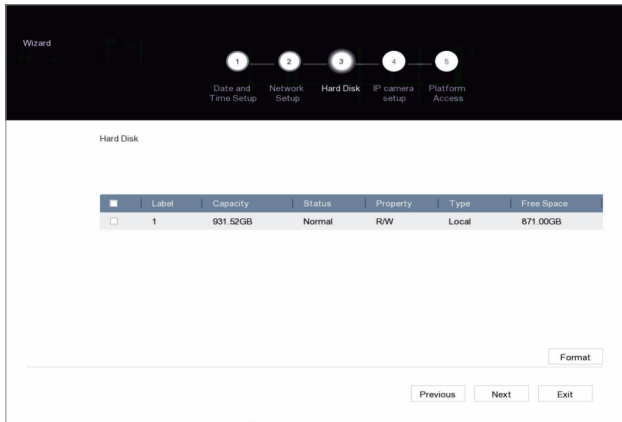 Wizard
1 2 3 4 5
Date and Time Setup Network Setup Hard Disk IP camera setup Platform Access
Hard Disk
Label Capacity Status Property Type Free Space
1 931.52GB Normal R/W Local 871.00GB
Format
Previous Next Exit